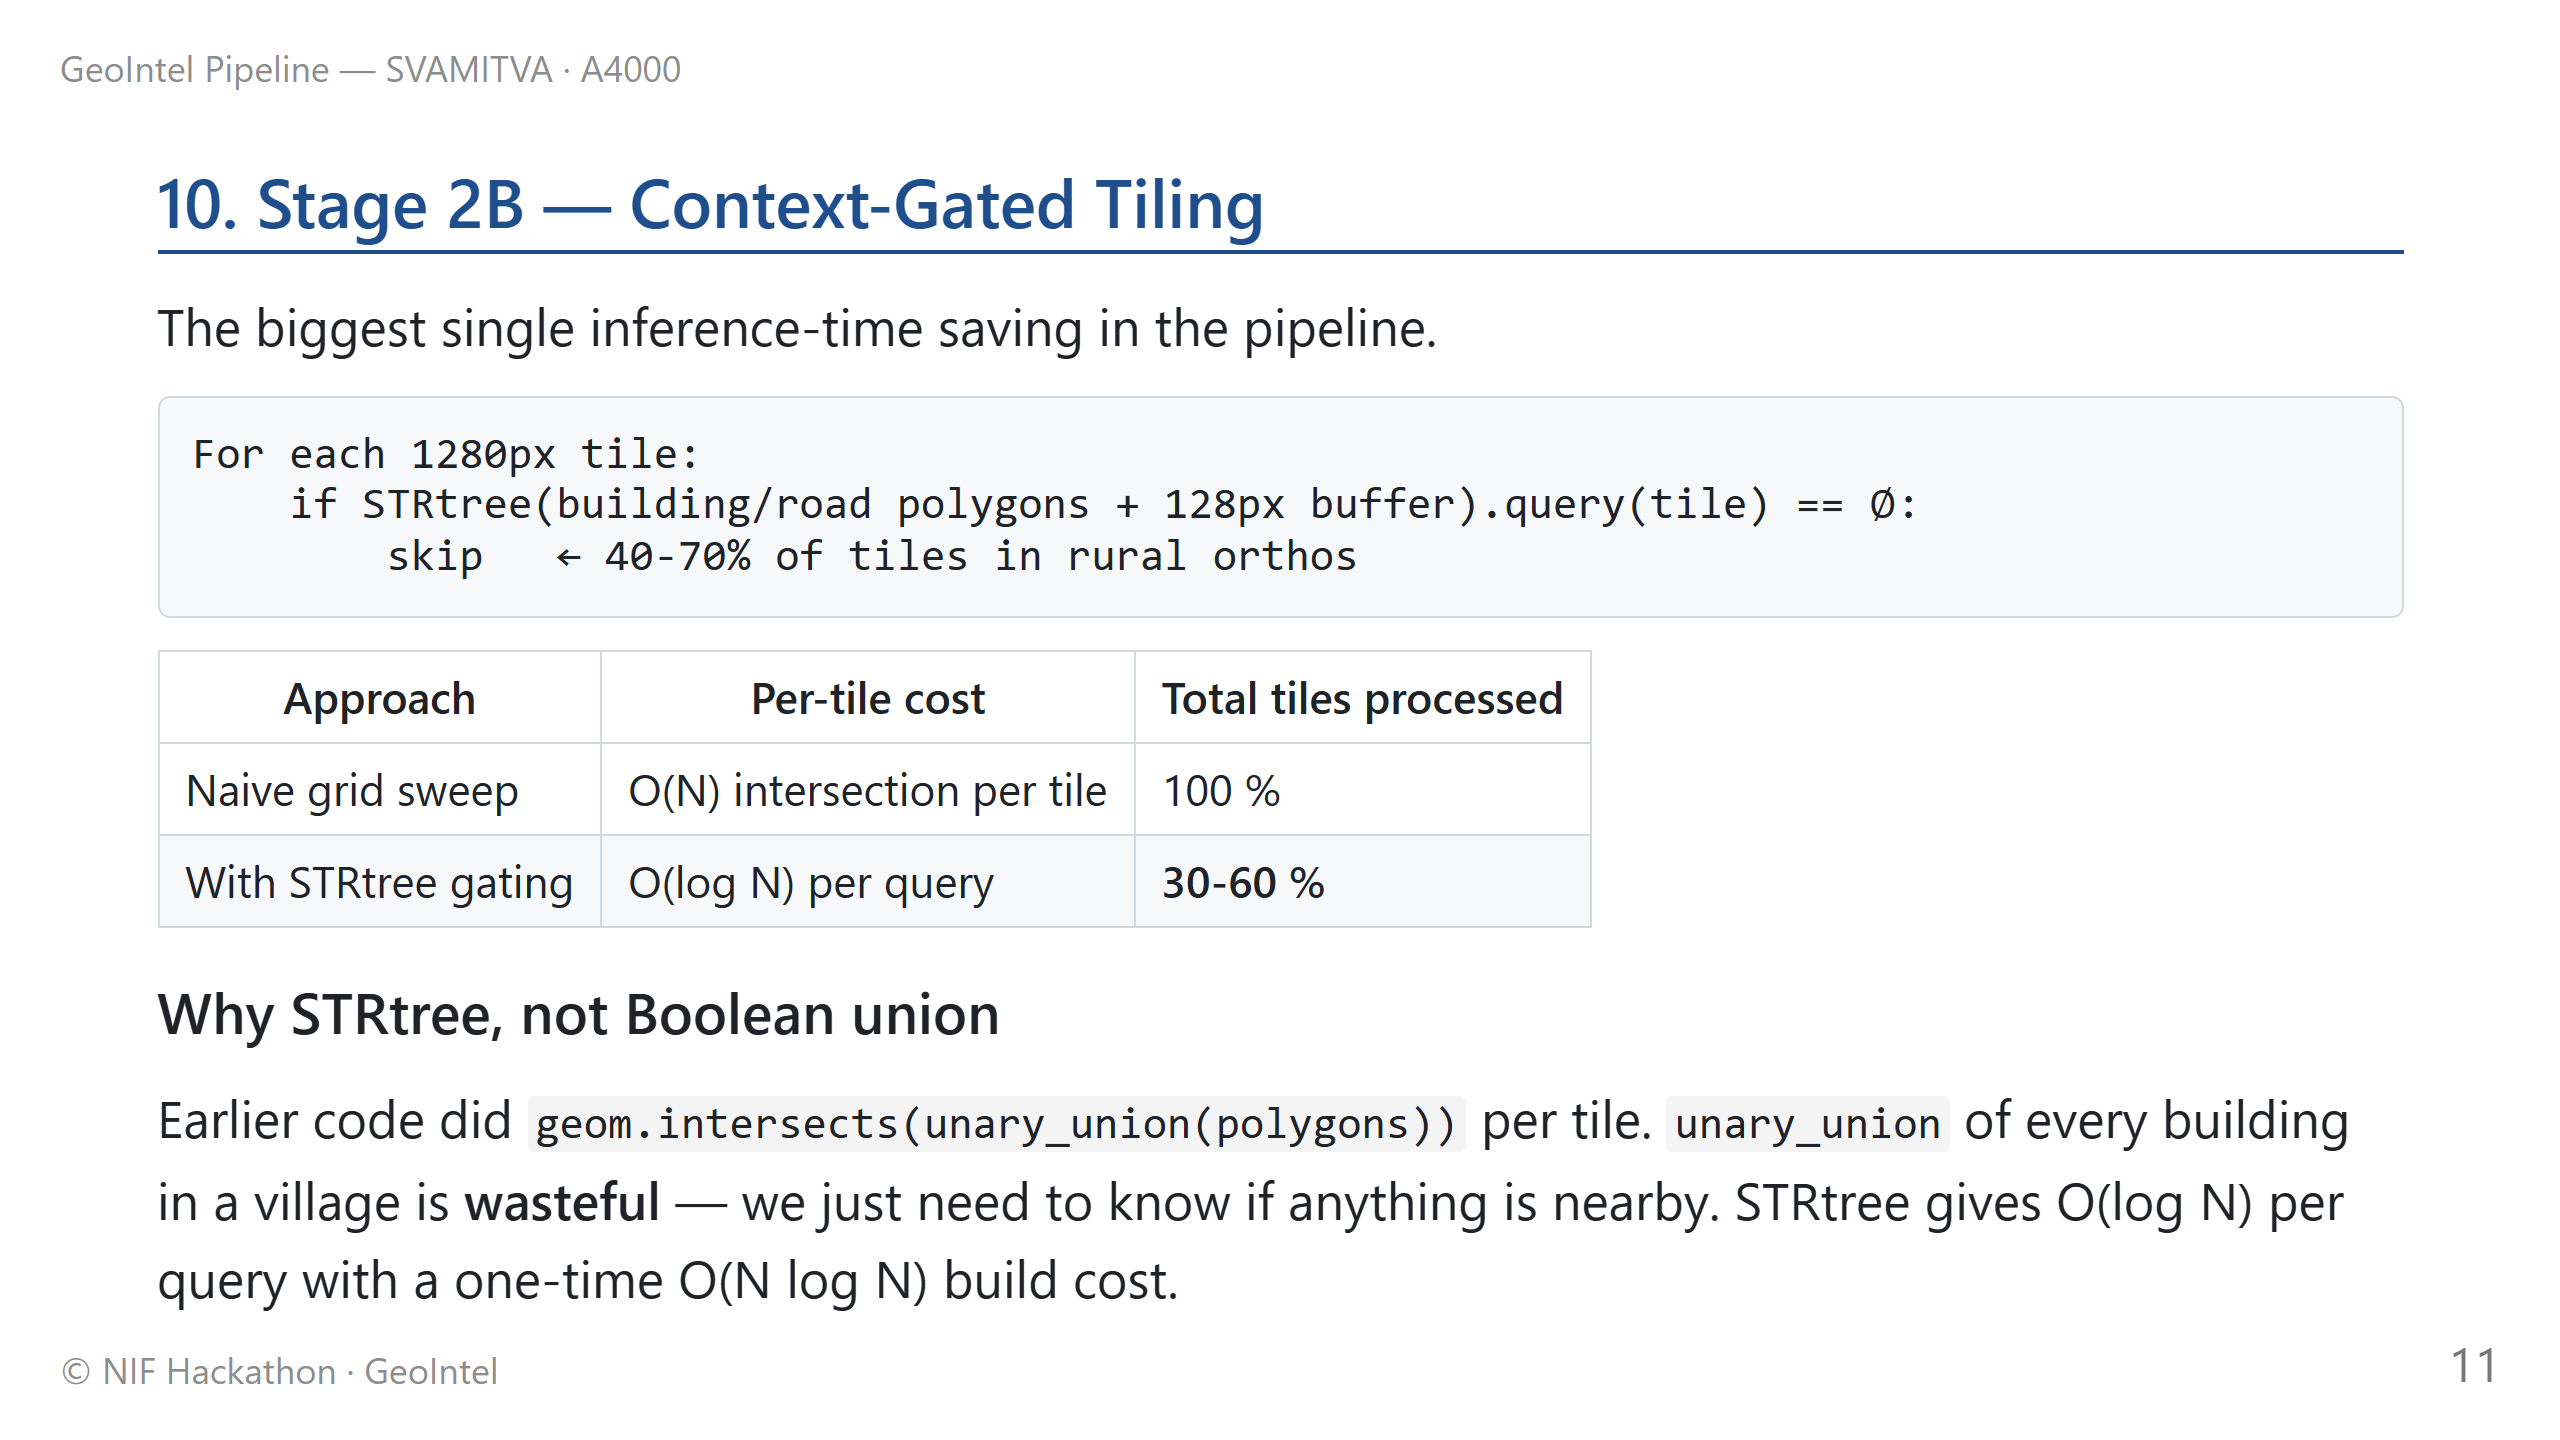 GeoIntel Pipeline — SVAMITVA · A4000
10. Stage 2B — Context-Gated Tiling
The biggest single inference-time saving in the pipeline.
For each 1280px tile:
    if STRtree(building/road polygons + 128px buffer).query(tile) == Ø:
        skip   ← 40-70% of tiles in rural orthos
Approach Per-tile cost Total tiles processed
Naive grid sweep O(N) intersection per tile 100 %
With STRtree gating O(log N) per query 30-60 %
Why STRtree, not Boolean union
Earlier code did geom.intersects(unary_union(polygons)) per tile. unary_union of every building
in a village is wasteful — we just need to know if anything is nearby. STRtree gives O(log N) per
query with a one-time O(N log N) build cost.
© NIF Hackathon · GeoIntel
11